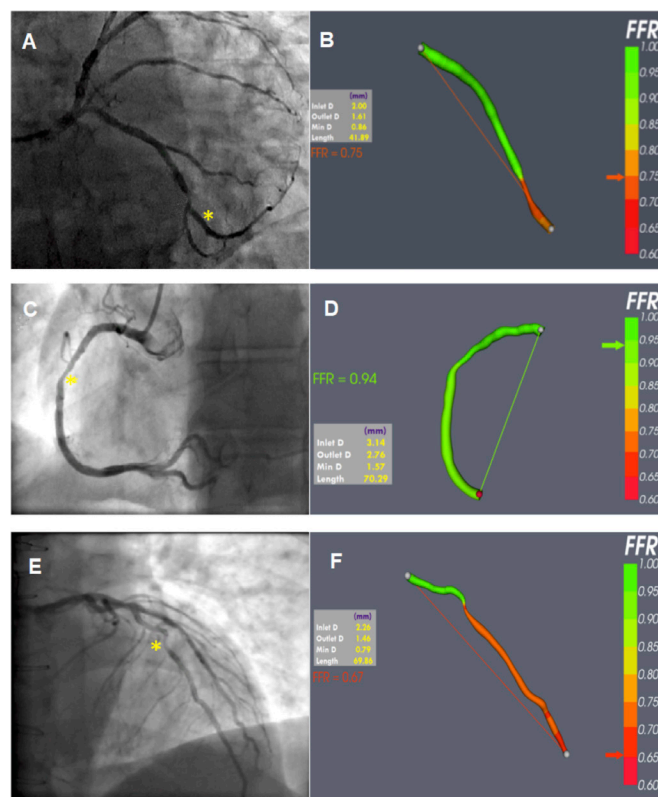 A
*
B
(mm)
Inlet D 2.00
Outlet D 1.61
Min D 0.86
Length 41.89
FFR = 0.75
FFR
1.00
0.95
0.90
0.85
0.80
0.75
0.70
0.65
0.60
C
*
D
FFR = 0.94
(mm)
Inlet D 3.14
Outlet D 2.76
Min D 1.57
Length 70.29
FFR
1.00
0.95
0.90
0.85
0.80
0.75
0.70
0.65
0.60
E
*
F
(mm)
Inlet D 2.26
Outlet D 1.46
Min D 0.79
Length 69.86
FFR = 0.67
FFR
1.00
0.95
0.90
0.85
0.80
0.75
0.70
0.65
0.60